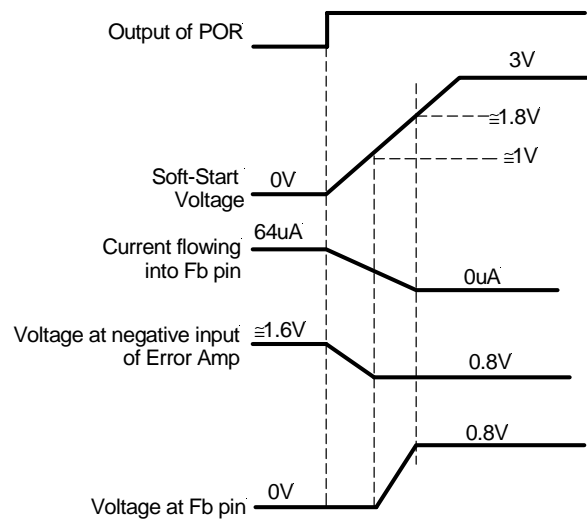 Output of POR
3V
≅1.8V
≅1V
0V
Soft-Start
Voltage
64uA
Current flowing
into Fb pin
0uA
≅1.6V
Voltage at negative input
of Error Amp
0.8V
0.8V
0V
Voltage at Fb pin